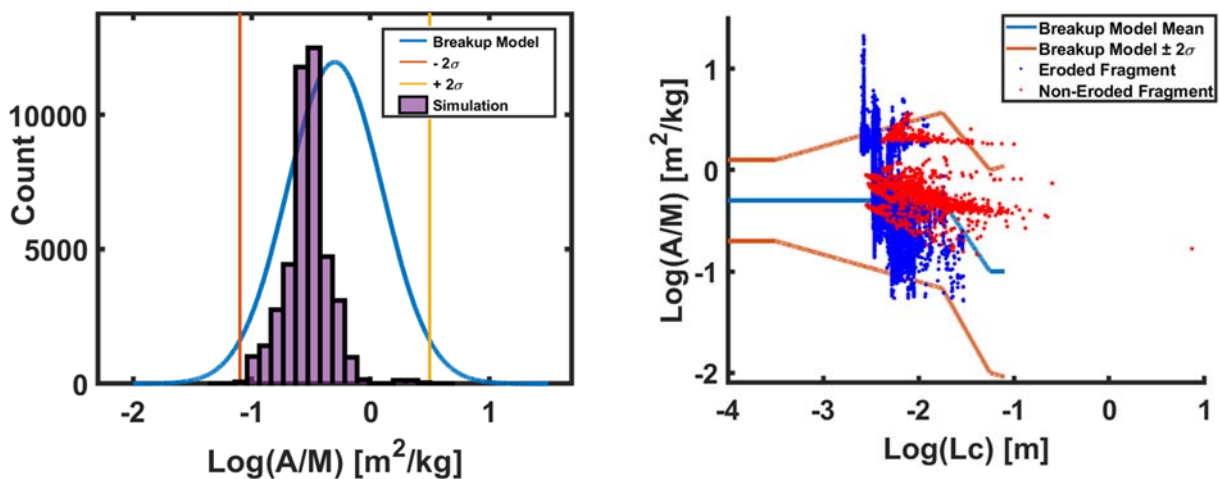 Breakup Model
- 2σ
+ 2σ
Simulation
Count
10000
5000
0
-2 -1 0 1
Log(A/M) [m²/kg]
Breakup Model Mean
Breakup Model ± 2σ
Eroded Fragment
Non-Eroded Fragment
Log(A/M) [m²/kg]
1
0
-1
-2
-4 -3 -2 -1 0 1
Log(Lc) [m]